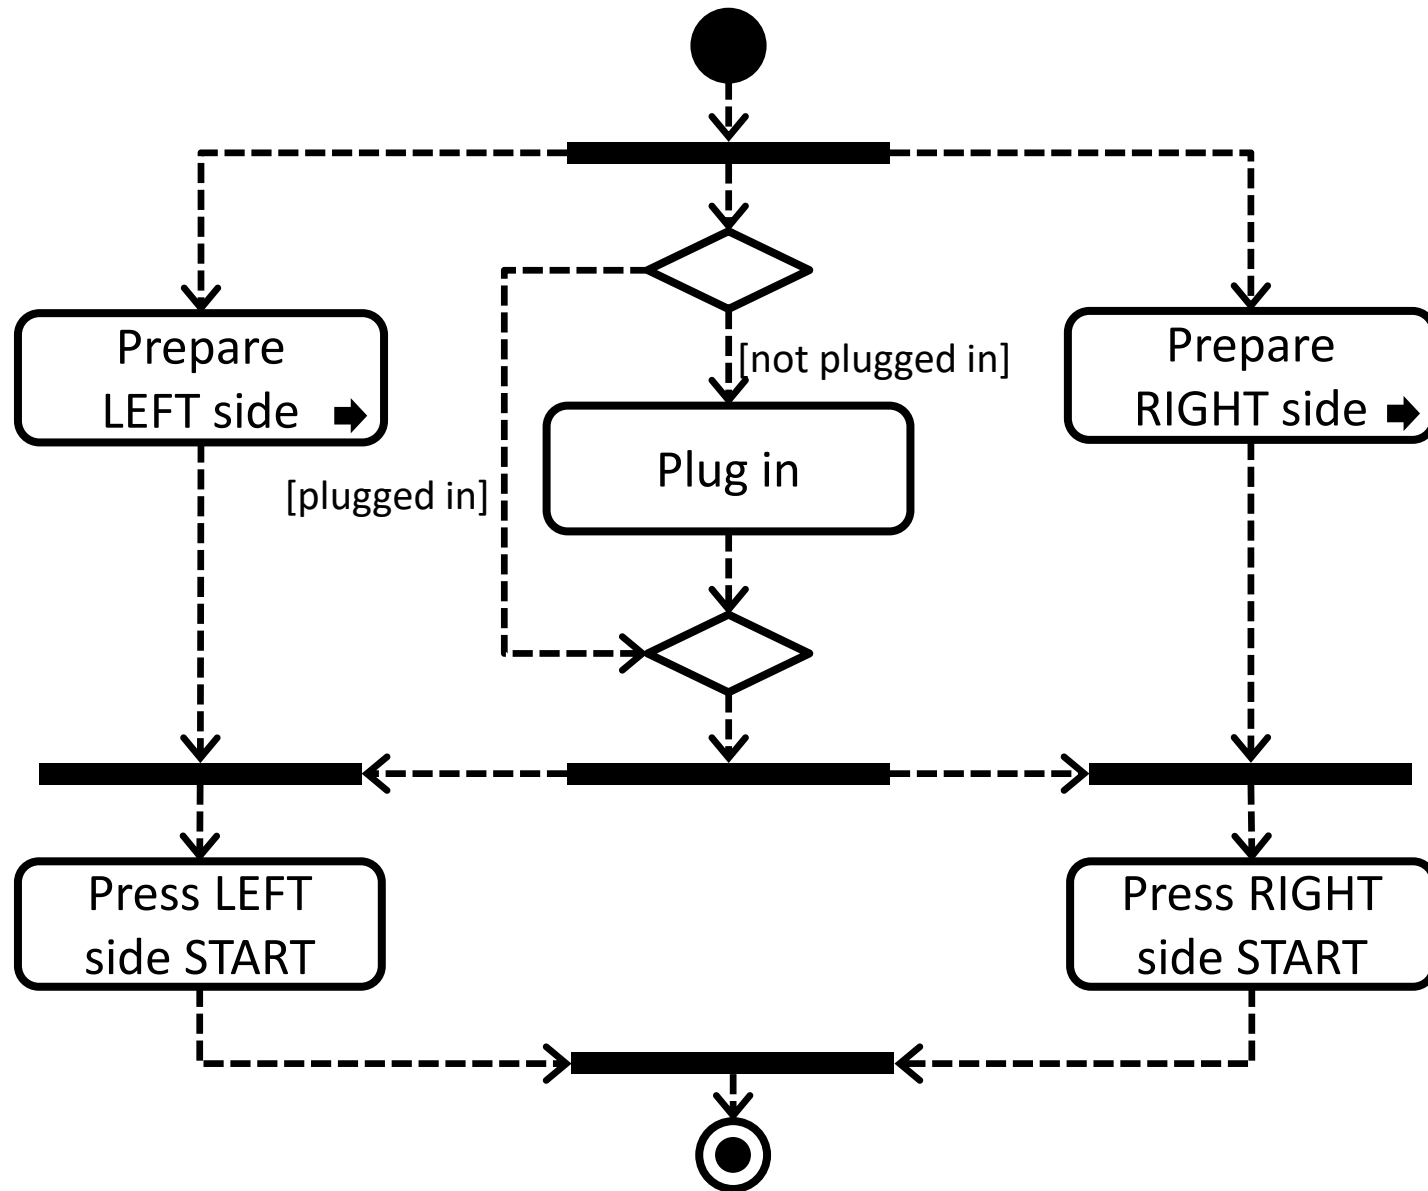 Prepare
LEFT side
[not plugged in]
Prepare
RIGHT side
Plug in
[plugged in]
Press LEFT
side START
Press RIGHT
side START